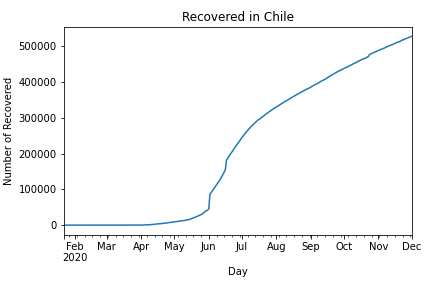 Recovered in Chile
Number of Recovered
500000
400000
300000
200000
100000
0
Feb Mar Apr May Jun Jul Aug Sep Oct Nov Dec
2020
Day